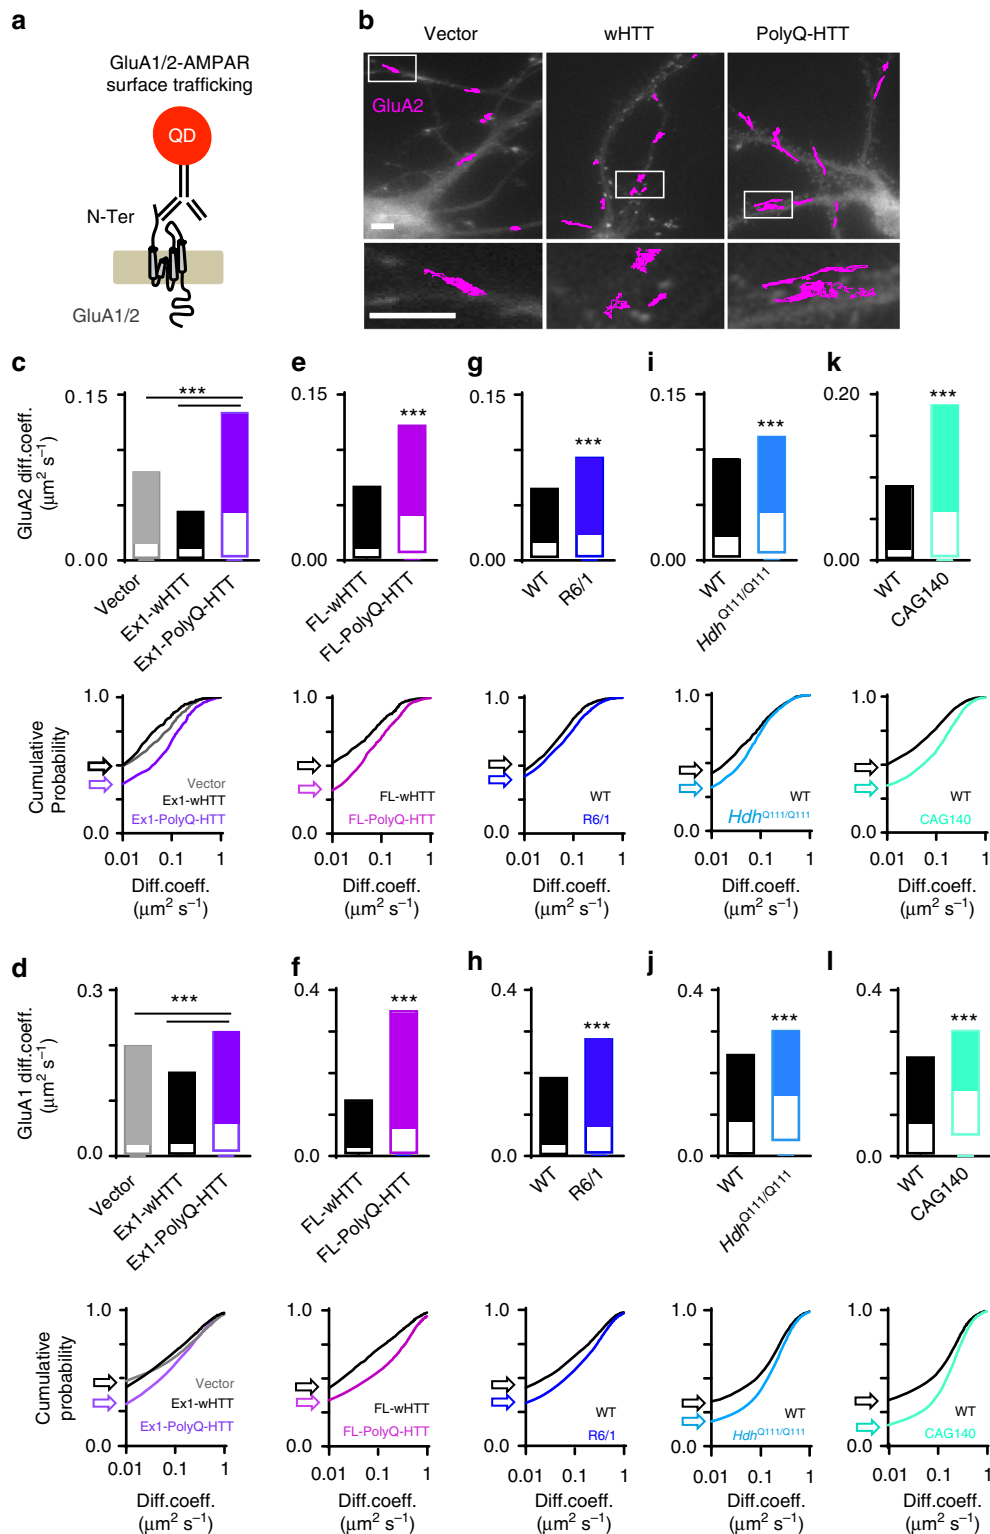 a
GluA1/2-AMPAR
surface trafficking
QD
N-Ter
GluA1/2
b
Vector
wHTT
PolyQ-HTT
GluA2
c
GluA2 diff.coeff.
(μm² s⁻¹)
0.15
0.00
***
Vector
Ex1-wHTT
Ex1-PolyQ-HTT
e
0.15
0.00
***
FL-wHTT
FL-PolyQ-HTT
g
0.15
0.00
***
WT
R6/1
i
0.15
0.00
***
WT
Hdh^Q111/Q111
k
0.20
0.00
***
WT
CAG140
Cumulative
Probability
1.0
0.0
Vector
Ex1-wHTT
Ex1-PolyQ-HTT
0.01 0.1 1
Diff.coeff.
(μm² s⁻¹)
1.0
0.0
FL-wHTT
FL-PolyQ-HTT
0.01 0.1 1
Diff.coeff.
(μm² s⁻¹)
1.0
0.0
WT
R6/1
0.01 0.1 1
Diff.coeff.
(μm² s⁻¹)
1.0
0.0
WT
Hdh^Q111/Q111
0.01 0.1 1
Diff.coeff.
(μm² s⁻¹)
1.0
0.0
WT
CAG140
0.01 0.1 1
Diff.coeff.
(μm² s⁻¹)
d
GluA1 diff.coeff.
(μm² s⁻¹)
0.3
0.0
***
Vector
Ex1-wHTT
Ex1-PolyQ-HTT
f
0.4
0.0
***
FL-wHTT
FL-PolyQ-HTT
h
0.4
0.0
***
WT
R6/1
j
0.4
0.0
***
WT
Hdh^Q111/Q111
l
0.4
0.0
***
WT
CAG140
Cumulative
probability
1.0
0.0
Vector
Ex1-wHTT
Ex1-PolyQ-HTT
0.01 0.1 1
Diff.coeff.
(μm² s⁻¹)
1.0
0.0
FL-wHTT
FL-PolyQ-HTT
0.01 0.1 1
Diff.coeff.
(μm² s⁻¹)
1.0
0.0
WT
R6/1
0.01 0.1 1
Diff.coeff.
(μm² s⁻¹)
1.0
0.0
WT
Hdh^Q111/Q111
0.01 0.1 1
Diff.coeff.
(μm² s⁻¹)
1.0
0.0
WT
CAG140
0.01 0.1 1
Diff.coeff.
(μm² s⁻¹)